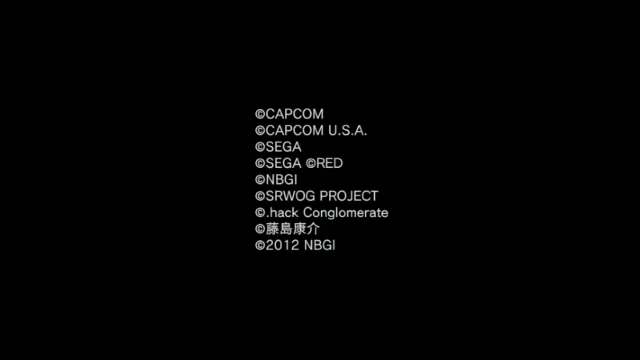 ©CAPCOM
©CAPCOM U.S.A.
©SEGA
©SEGA ©RED
©NBGI
©SRWOG PROJECT
©.hack Conglomerate
©藤島康介
©2012 NBGI